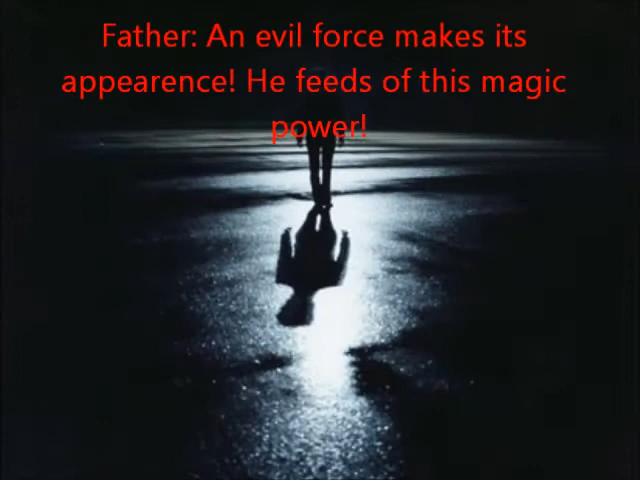 Father: An evil force makes its
appearence! He feeds of this magic
power!